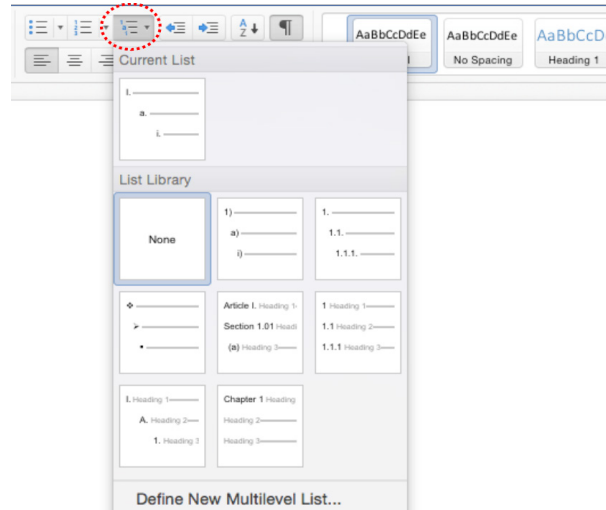 AaBbCcDdEe
AaBbCcDdEe
No Spacing
AaBbCcD
Heading 1
Current List
I.
a.
i.
List Library
None
1)
a)
i)
1.
1.1.
1.1.1.
Article I. Heading 1
Section 1.01 Headi
(a) Heading 3
1 Heading 1
1.1 Heading 2
1.1.1 Heading 3
I. Heading 1
A. Heading 2
1. Heading 3
Chapter 1 Heading
Heading 2
Heading 3
Define New Multilevel List...